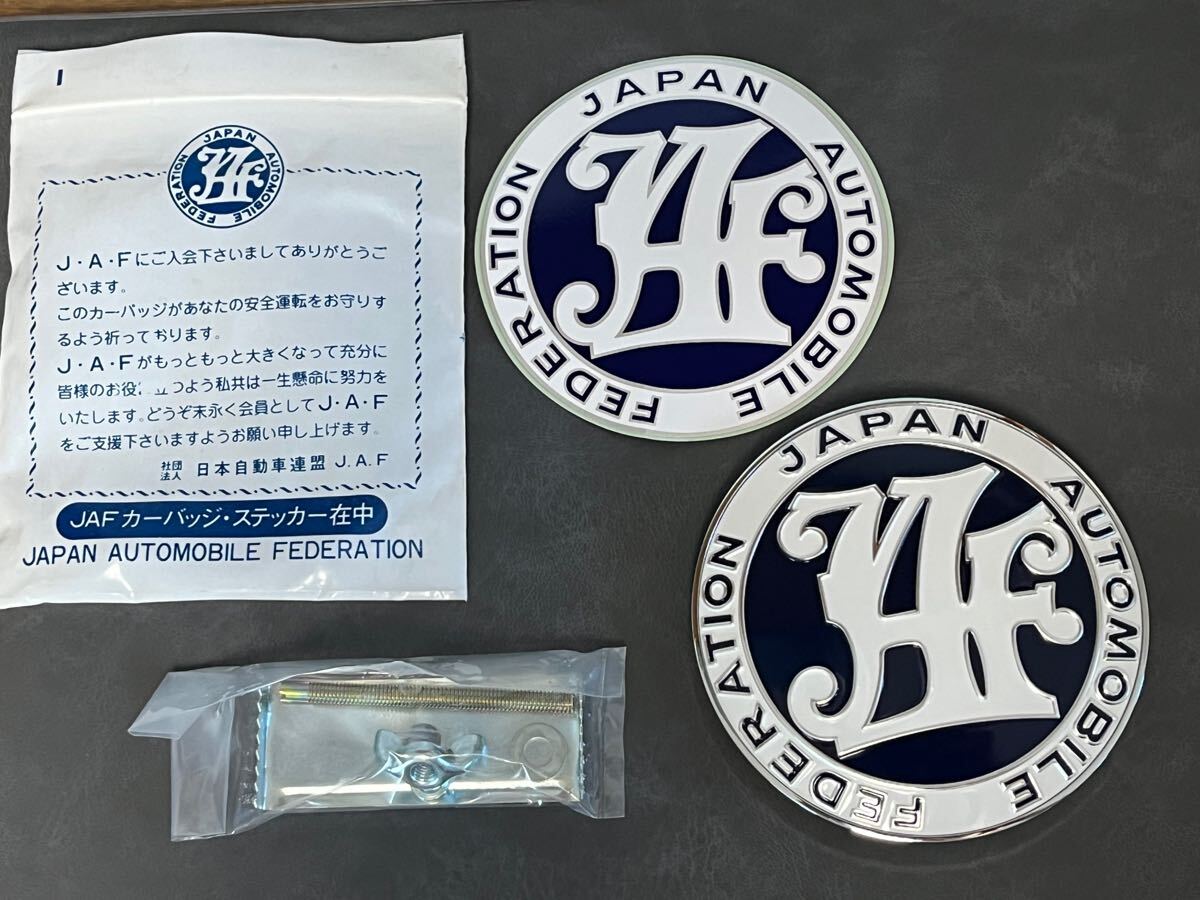 I
JAPAN AUTOMOBILE FEDERATION
JAF
J・A・Fにご入会下さいましてありがとうご
ざいます。
このカーバッジがあなたの安全運転をお守りす
るよう祈っております。
J・A・Fがもっともっと大きくなって充分に
皆様のお役に立つよう私共は一生懸命に努力を
いたします。どうぞ末永く会員としてJ・A・F
をご支援下さいますようお願い申し上げます。
社団法人 日本自動車連盟 J.A.F
JAFカーバッジ・ステッカー在中
JAPAN AUTOMOBILE FEDERATION
JAPAN AUTOMOBILE FEDERATION
JAF
JAPAN AUTOMOBILE FEDERATION
JAF